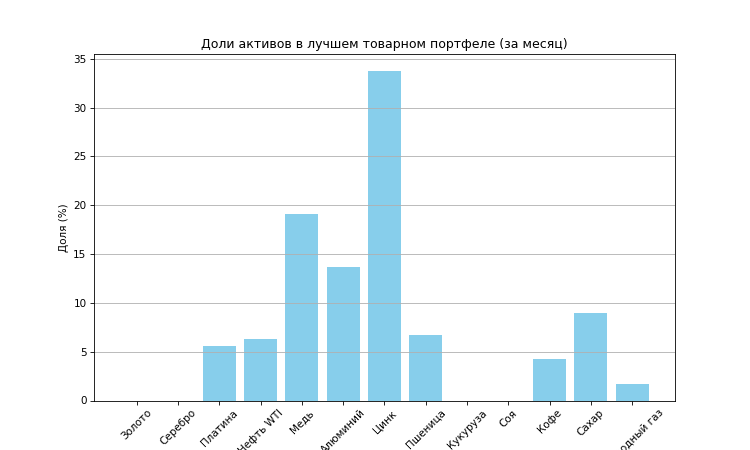 Доли активов в лучшем товарном портфеле (за месяц)
35
30
25
20
15
10
5
0
Доля (%)
Золото
Серебро
Платина
Нефть WTI
Медь
Алюминий
Цинк
Пшеница
Кукуруза
Соя
Кофе
Сахар
газ